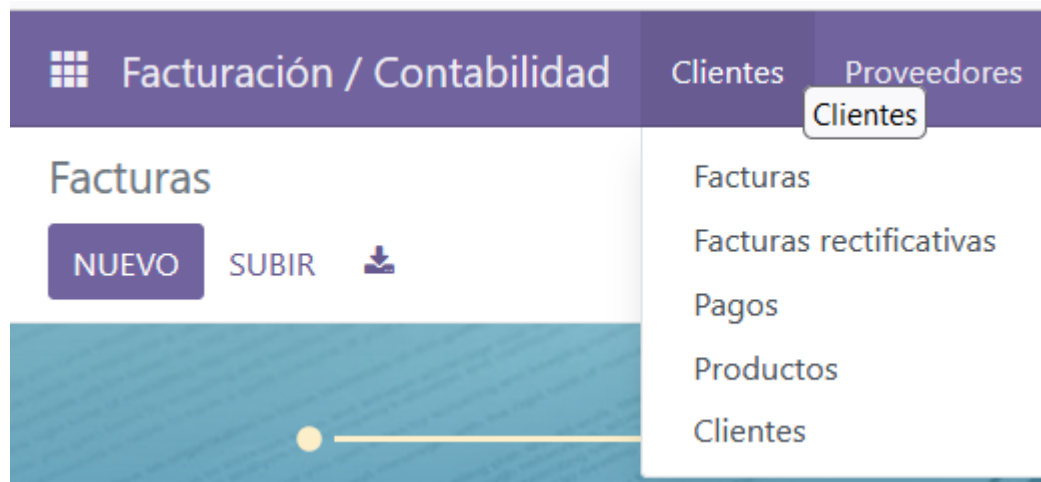 Facturación / Contabilidad Clientes Proveedores
Clientes
Facturas
NUEVO SUBIR
Facturas
Facturas rectificativas
Pagos
Productos
Clientes